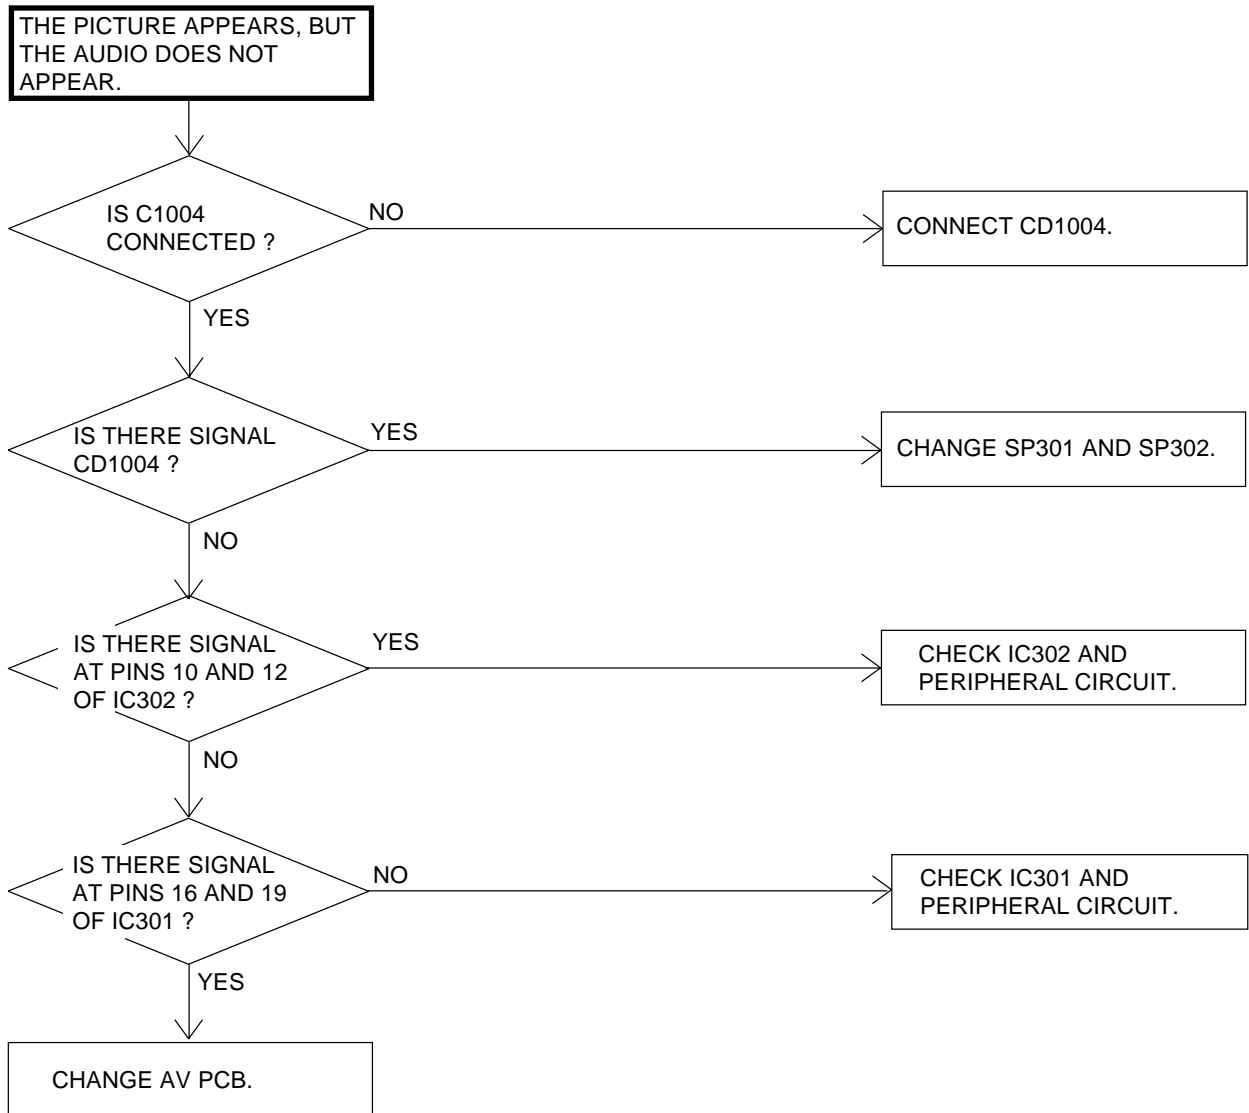 THE PICTURE APPEARS, BUT
THE AUDIO DOES NOT
APPEAR.
IS C1004
CONNECTED ?
NO
CONNECT CD1004.
YES
IS THERE SIGNAL
CD1004 ?
YES
CHANGE SP301 AND SP302.
NO
IS THERE SIGNAL
AT PINS 10 AND 12
OF IC302 ?
YES
CHECK IC302 AND
PERIPHERAL CIRCUIT.
NO
IS THERE SIGNAL
AT PINS 16 AND 19
OF IC301 ?
NO
CHECK IC301 AND
PERIPHERAL CIRCUIT.
YES
CHANGE AV PCB.